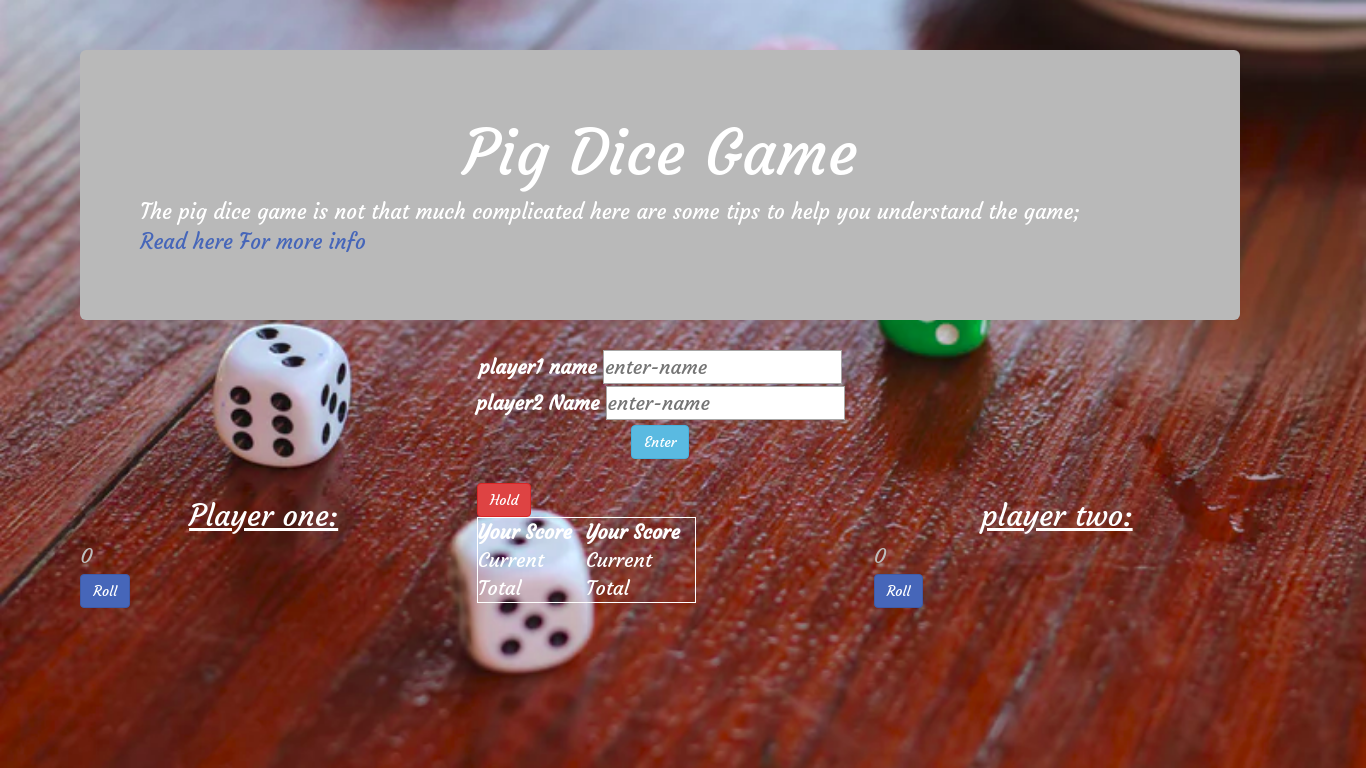 Pig Dice Game
The pig dice game is not that much complicated here are some tips to help you understand the game;
Read here For more info
player1 name enter-name
player2 Name enter-name
Enter
Player one:
0
Roll
Hold
Your Score Your Score
Current Current
Total Total
player two:
0
Roll